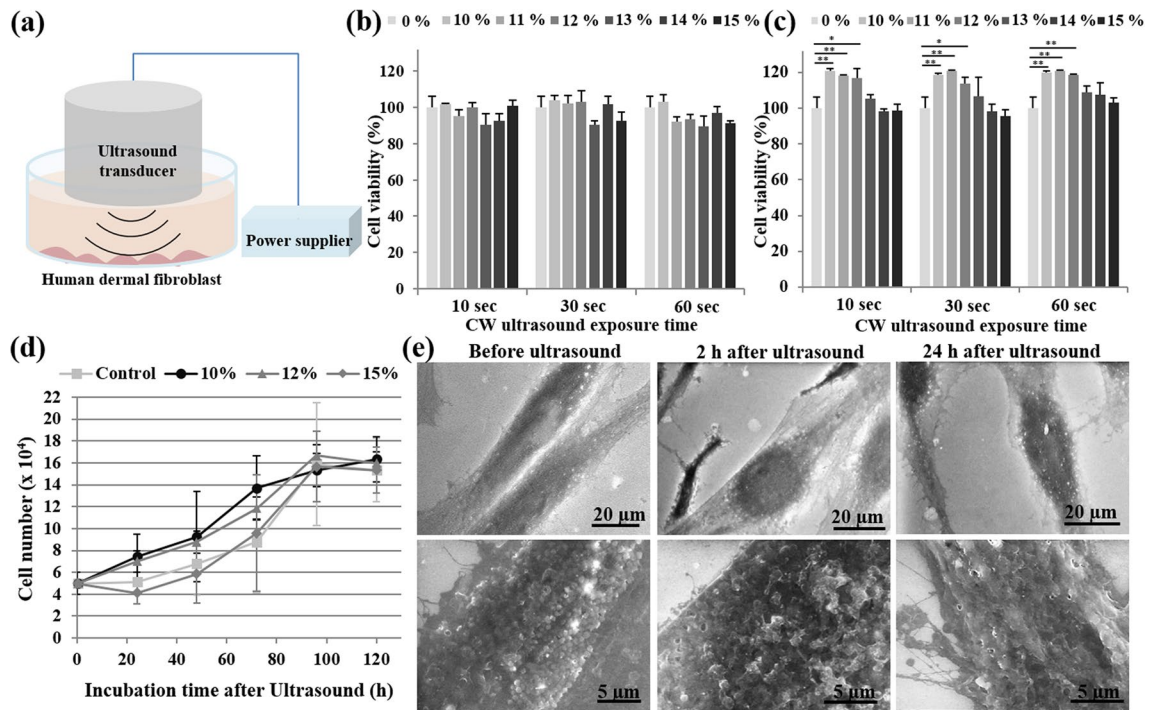 (a)
Ultrasound
transducer
Power supplier
Human dermal fibroblast
(b)
0 % 10 % 11 % 12 % 13 % 14 % 15 %
Cell viability (%)
120
100
80
60
40
20
0
10 sec 30 sec 60 sec
CW ultrasound exposure time
(c)
0 % 10 % 11 % 12 % 13 % 14 % 15 %
* * **
** ** **
** ** **
Cell viability (%)
120
100
80
60
40
20
0
10 sec 30 sec 60 sec
CW ultrasound exposure time
(d)
Control 10% 12% 15%
Cell number (x 10⁴)
22
20
18
16
14
12
10
8
6
4
2
0
0 20 40 60 80 100 120
Incubation time after Ultrasound (h)
(e)
Before ultrasound 2 h after ultrasound 24 h after ultrasound
20 μm 20 μm 20 μm
5 μm 5 μm 5 μm